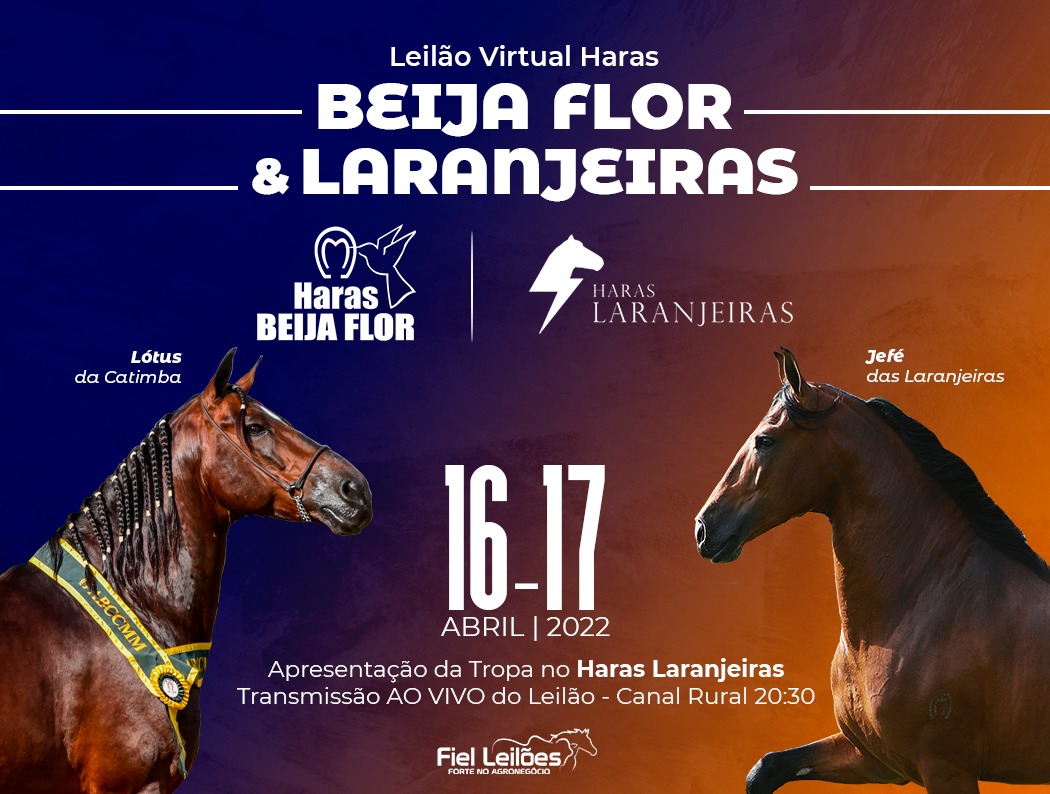 Leilão Virtual Haras
BEIJA FLOR
& LARANJEIRAS
Haras
BEIJA FLOR
HARAS
LARANJEIRAS
Lótus
da Catimba
Jefé
das Laranjeiras
16-17
ABRIL | 2022
ABCCMM
Apresentação da Tropa no Haras Laranjeiras
Transmissão AO VIVO do Leilão - Canal Rural 20:30
Fiel Leilões
FORTE NO AGRONEGÓCIO